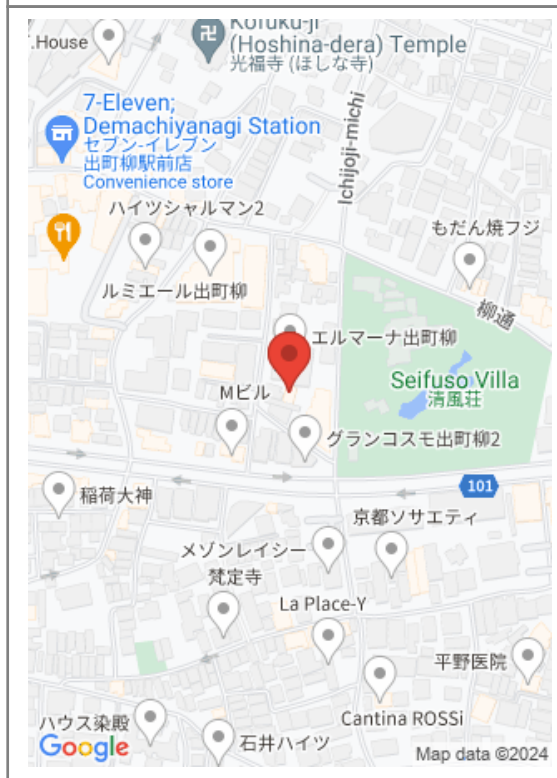 .House
Kofuku-ji
(Hoshina-dera) Temple
光福寺 (ほしな寺)
7-Eleven;
Demachiyanagi Station
セブン-イレブン
出町柳駅前店
Convenience store
Ichijoji-michi
ハイツシャルマン2
もだん焼フジ
ルミエール出町柳
柳通
エルマーナ出町柳
Seifuso Villa
清風荘
Mビル
グランコスモ出町柳2
101
稲荷大神
京都ソサエティ
メゾンレイシー
梵定寺
La Place-Y
平野医院
Cantina ROSSi
ハウス染殿
石井ハイツ
Google
Map data ©2024